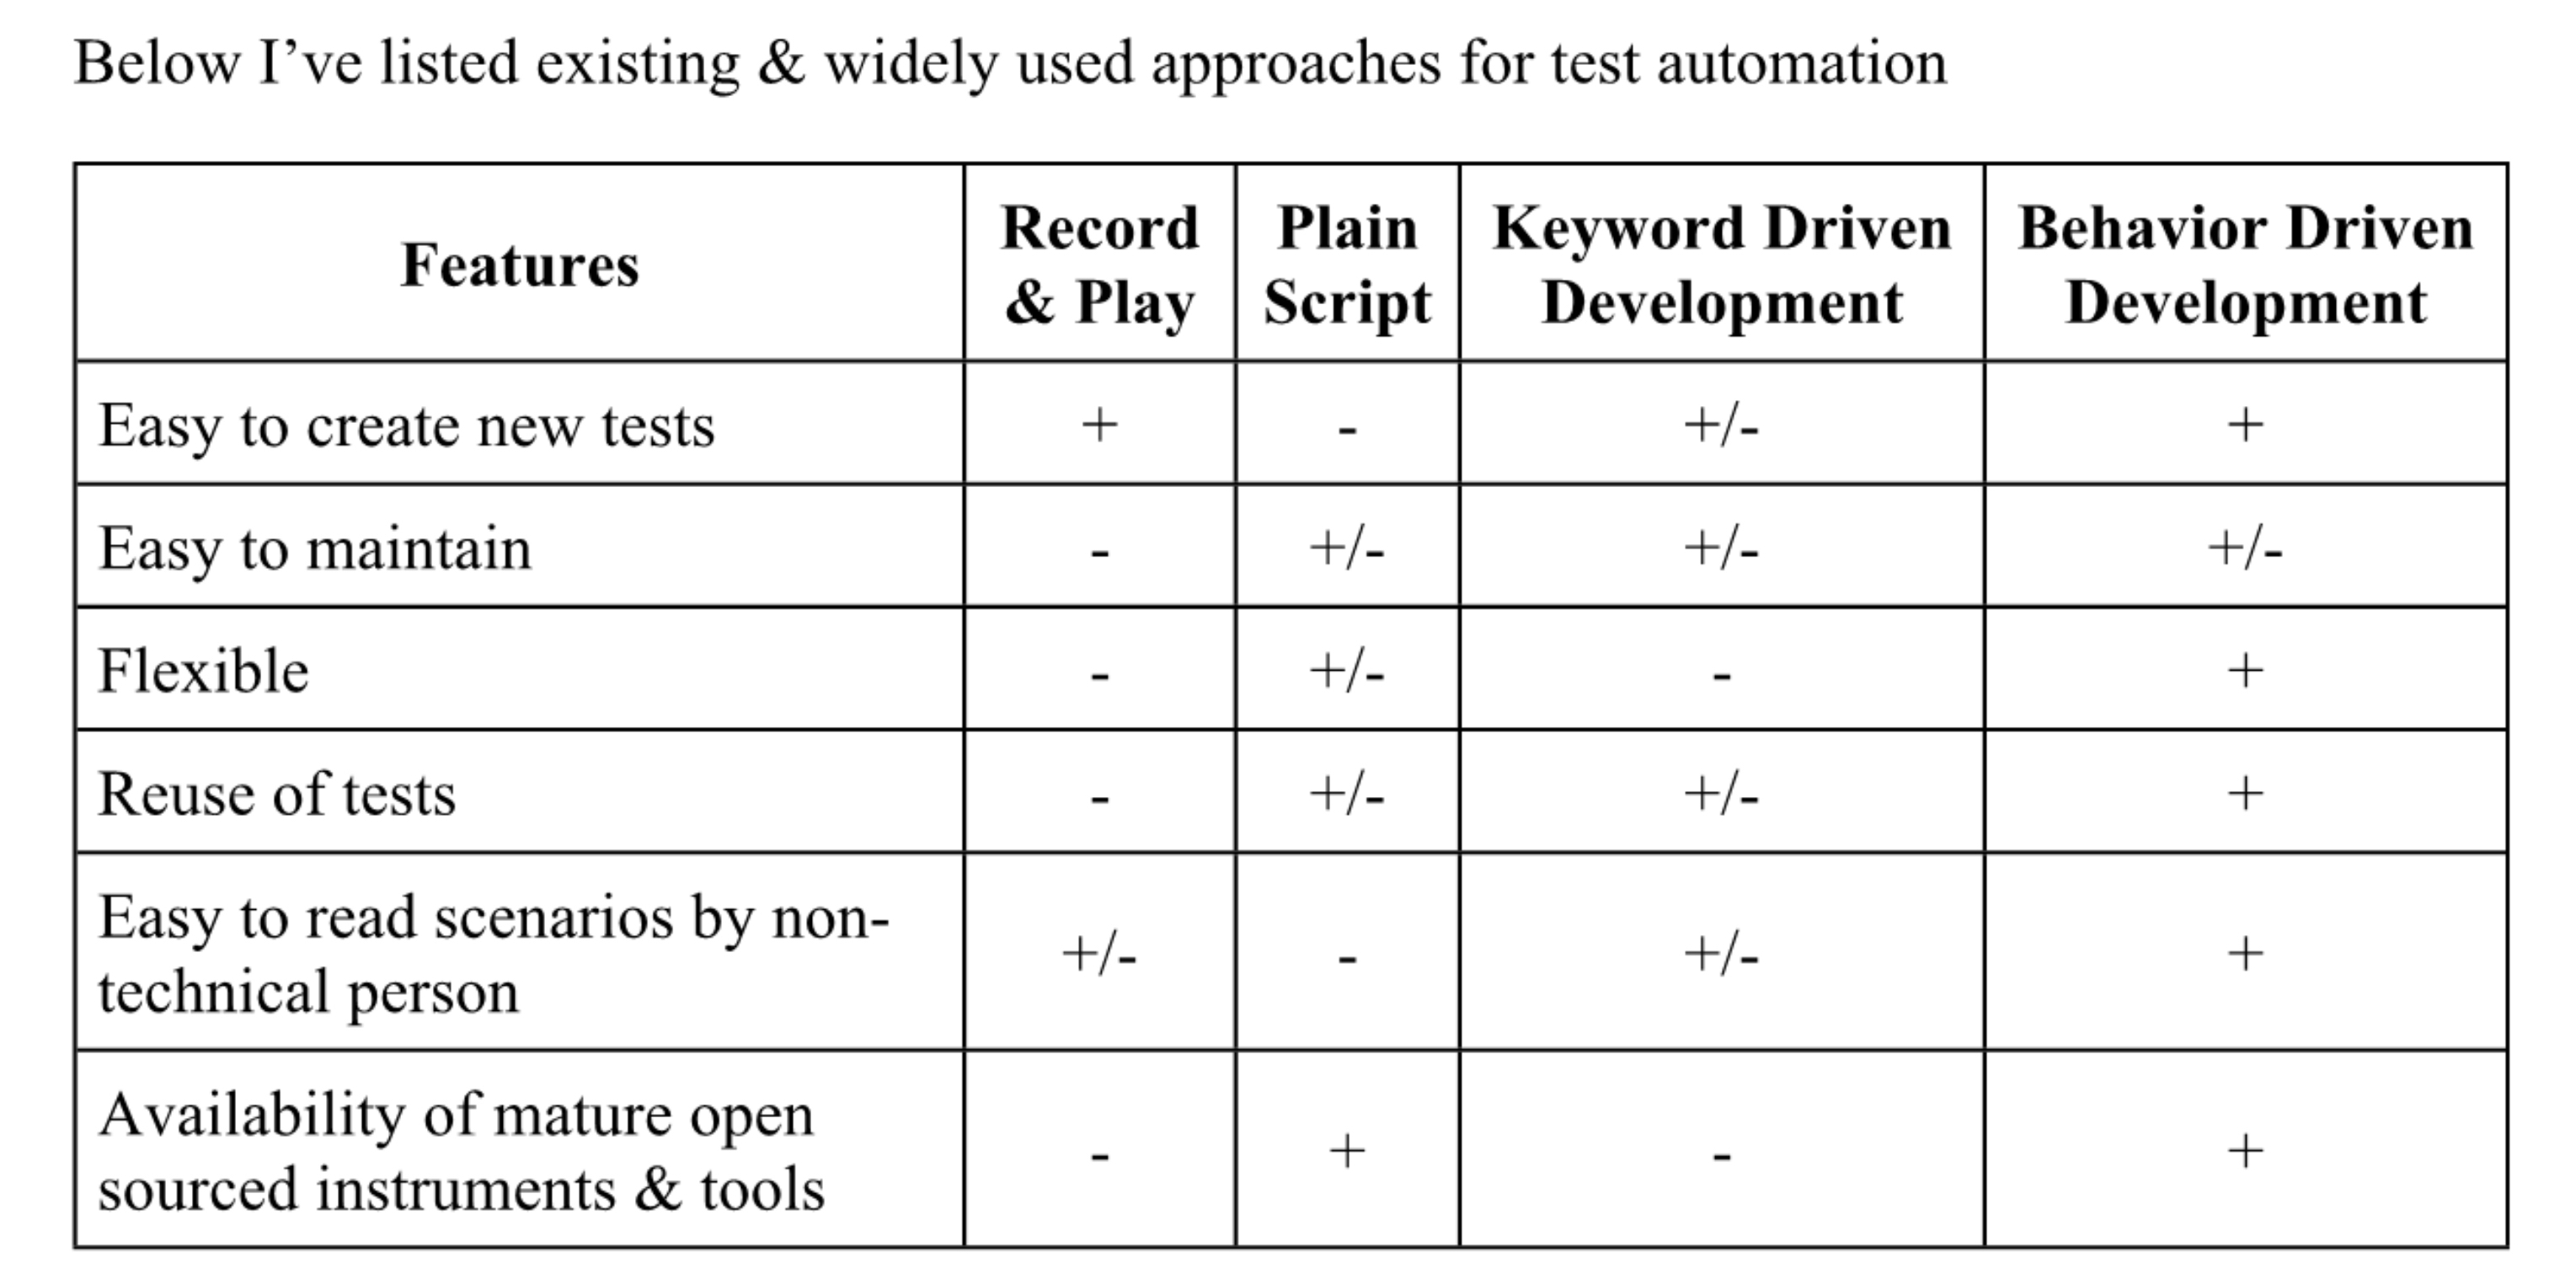 Below I’ve listed existing & widely used approaches for test automation
Features
Record
& Play
Plain
Script
Keyword Driven
Development
Behavior Driven
Development
Easy to create new tests + - +/- +
Easy to maintain - +/- +/- +/-
Flexible - +/- - +
Reuse of tests - +/- +/- +
Easy to read scenarios by non-
technical person
+/- - +/- +
Availability of mature open
sourced instruments & tools
- + - +